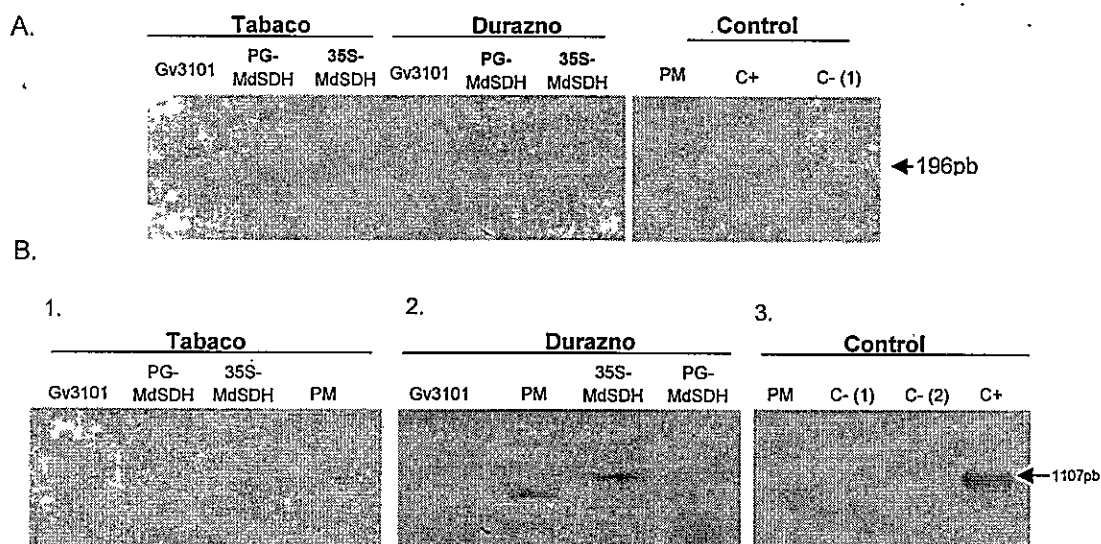 A.
Tabaco Durazno Control
Gv3101 PG-MdSDH 35S-MdSDH Gv3101 PG-MdSDH 35S-MdSDH PM C+ C- (1)
196pb
B.
1. 2. 3.
Tabaco Durazno Control
Gv3101 PG-MdSDH 35S-MdSDH PM Gv3101 PM 35S-MdSDH PG-MdSDH PM C- (1) C- (2) C+
1107pb